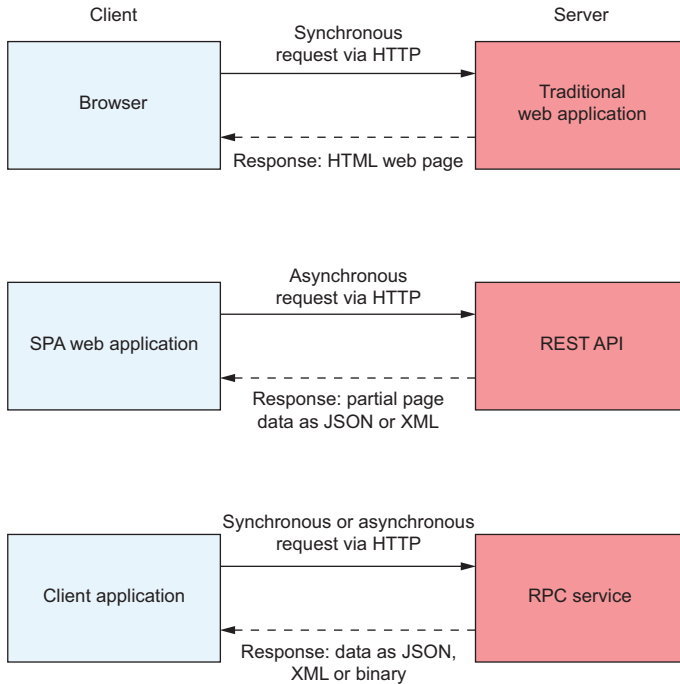 Client
Server
Synchronous
request via HTTP
Browser
Traditional
web application
Response: HTML web page
Asynchronous
request via HTTP
SPA web application
REST API
Response: partial page
data as JSON or XML
Synchronous or asynchronous
request via HTTP
Client application
RPC service
Response: data as JSON,
XML or binary